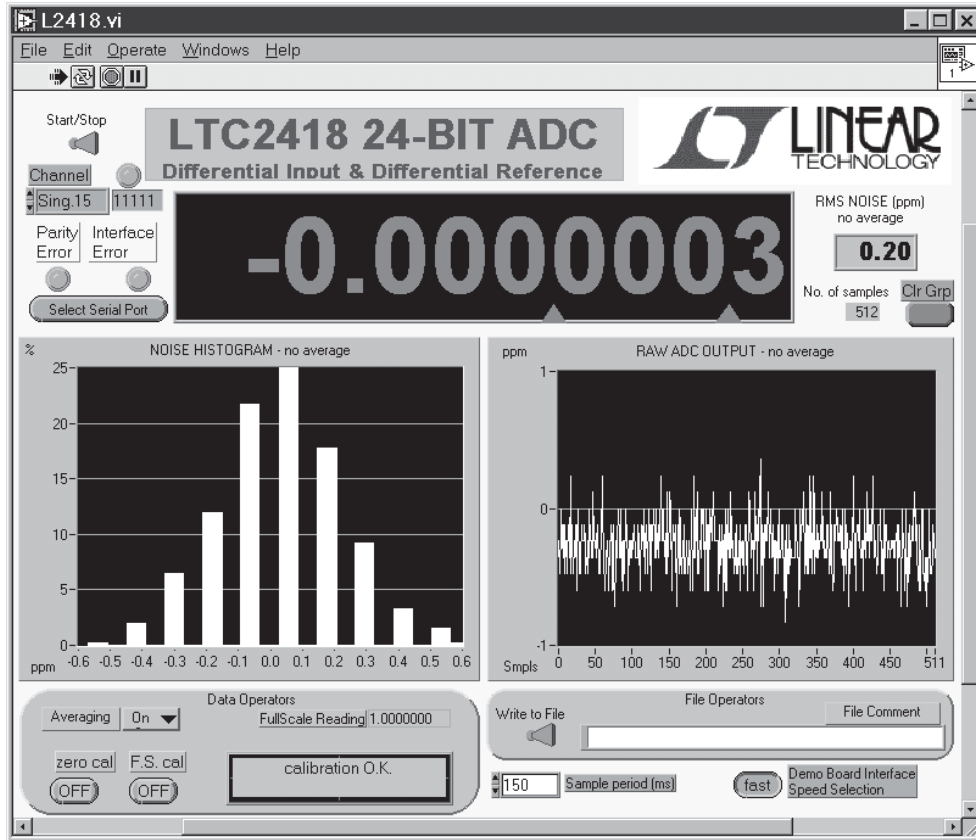 L2418.vi
File Edit Operate Windows Help
1
Start/Stop
LTC2418 24-BIT ADC
Differential Input & Differential Reference
LINEAR
TECHNOLOGY
Channel
Sing.15 11111
Parity Error
Interface Error
Select Serial Port
-0.0000003
RMS NOISE (ppm)
no average
0.20
No. of samples
512
Clr Grp
%
NOISE HISTOGRAM - no average
25
20
15
10
5
0
ppm
-0.6 -0.5 -0.4 -0.3 -0.2 -0.1 0.0 0.1 0.2 0.3 0.4 0.5 0.6
ppm
RAW ADC OUTPUT - no average
1
0
-1
Smpls
0 50 100 150 200 250 300 350 400 450 511
Data Operators
Averaging On
FullScale Reading 1.0000000
zero cal F.S. cal
OFF OFF
calibration O.K.
File Operators
Write to File
File Comment
150 Sample period (ms)
fast
Demo Board Interface
Speed Selection